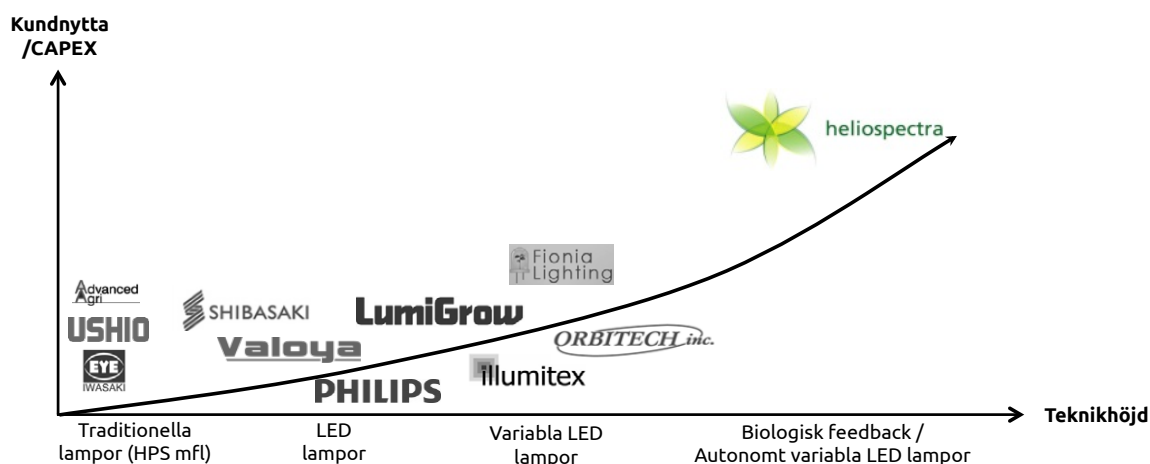 Kundnytta
/CAPEX
heliospectra
Fionia
Lighting
Advanced
Agri
SHIBASAKI
LumiGrow
USHIO
Valoya
ORBITECH inc.
EYE
IWASAKI
illumitex
PHILIPS
Teknikhöjd
Traditionella
lampor (HPS mfl)
LED
lampor
Variabla LED
lampor
Biologisk feedback /
Autonomt variabla LED lampor